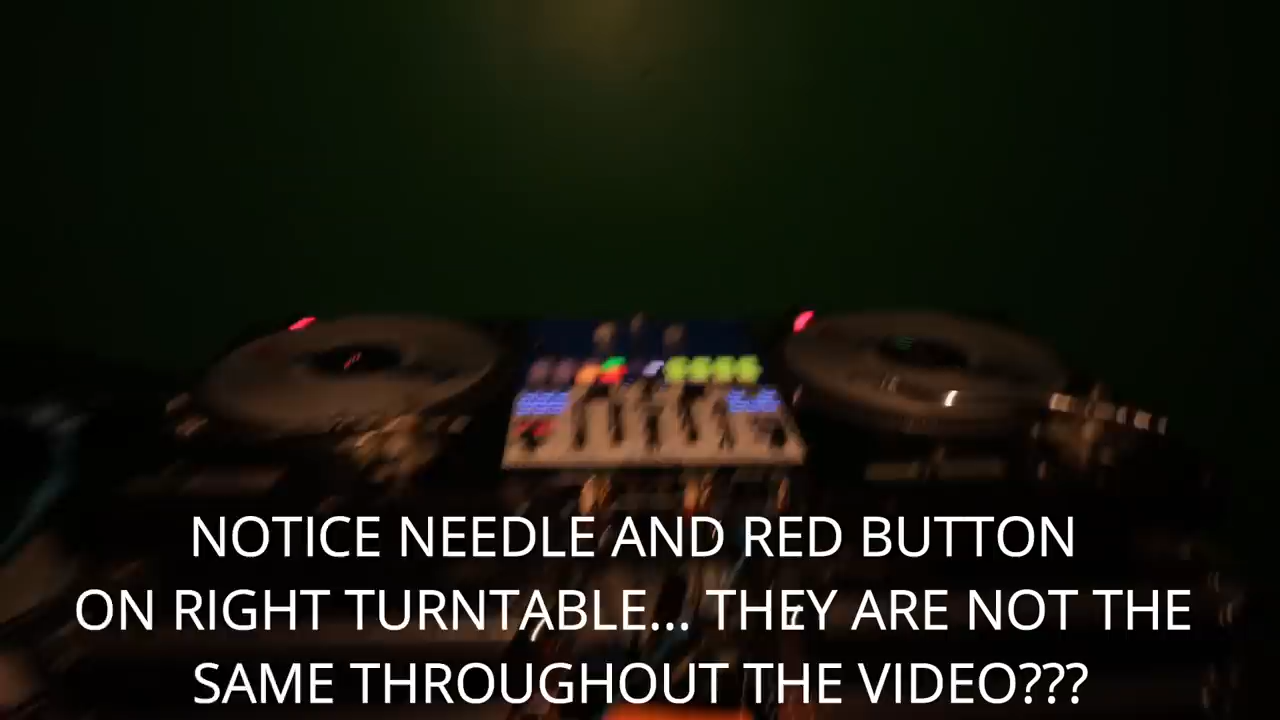 NOTICE NEEDLE AND RED BUTTON
ON RIGHT TURNTABLE... THEY ARE NOT THE
SAME THROUGHOUT THE VIDEO???